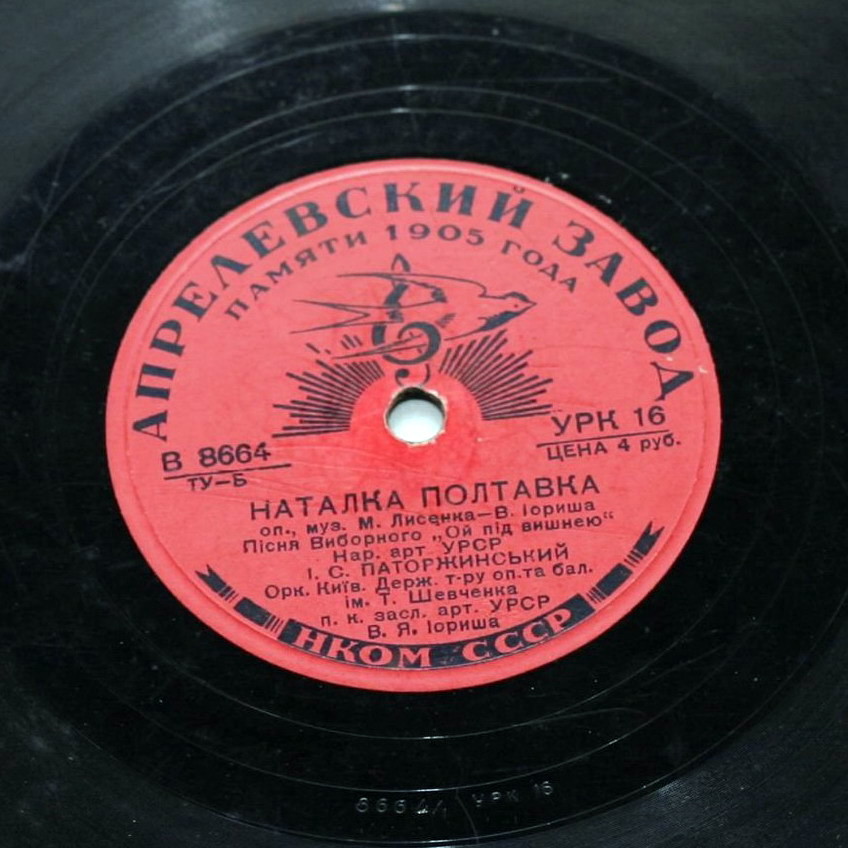 АПРЕЛЕВСКИЙ ЗАВОД
ПАМЯТИ 1905 ГОДА
В 8664
ТУ-Б
УРК 16
ЦЕНА 4 руб.
НАТАЛКА ПОЛТАВКА
оп., муз. М. Лисенка—В. Іориша
Пісня Виборного „Ой під вишнею"
Нар. арт УРСР
І. С. ПАТОРЖИНСЬКИЙ
Орк. Київ. Держ. т-ру оп. та бал.
ім. Т. Шевченка
п. к. засл. арт. УРСР
В. Я. Іориша
НКОМ СССР
УРК 16